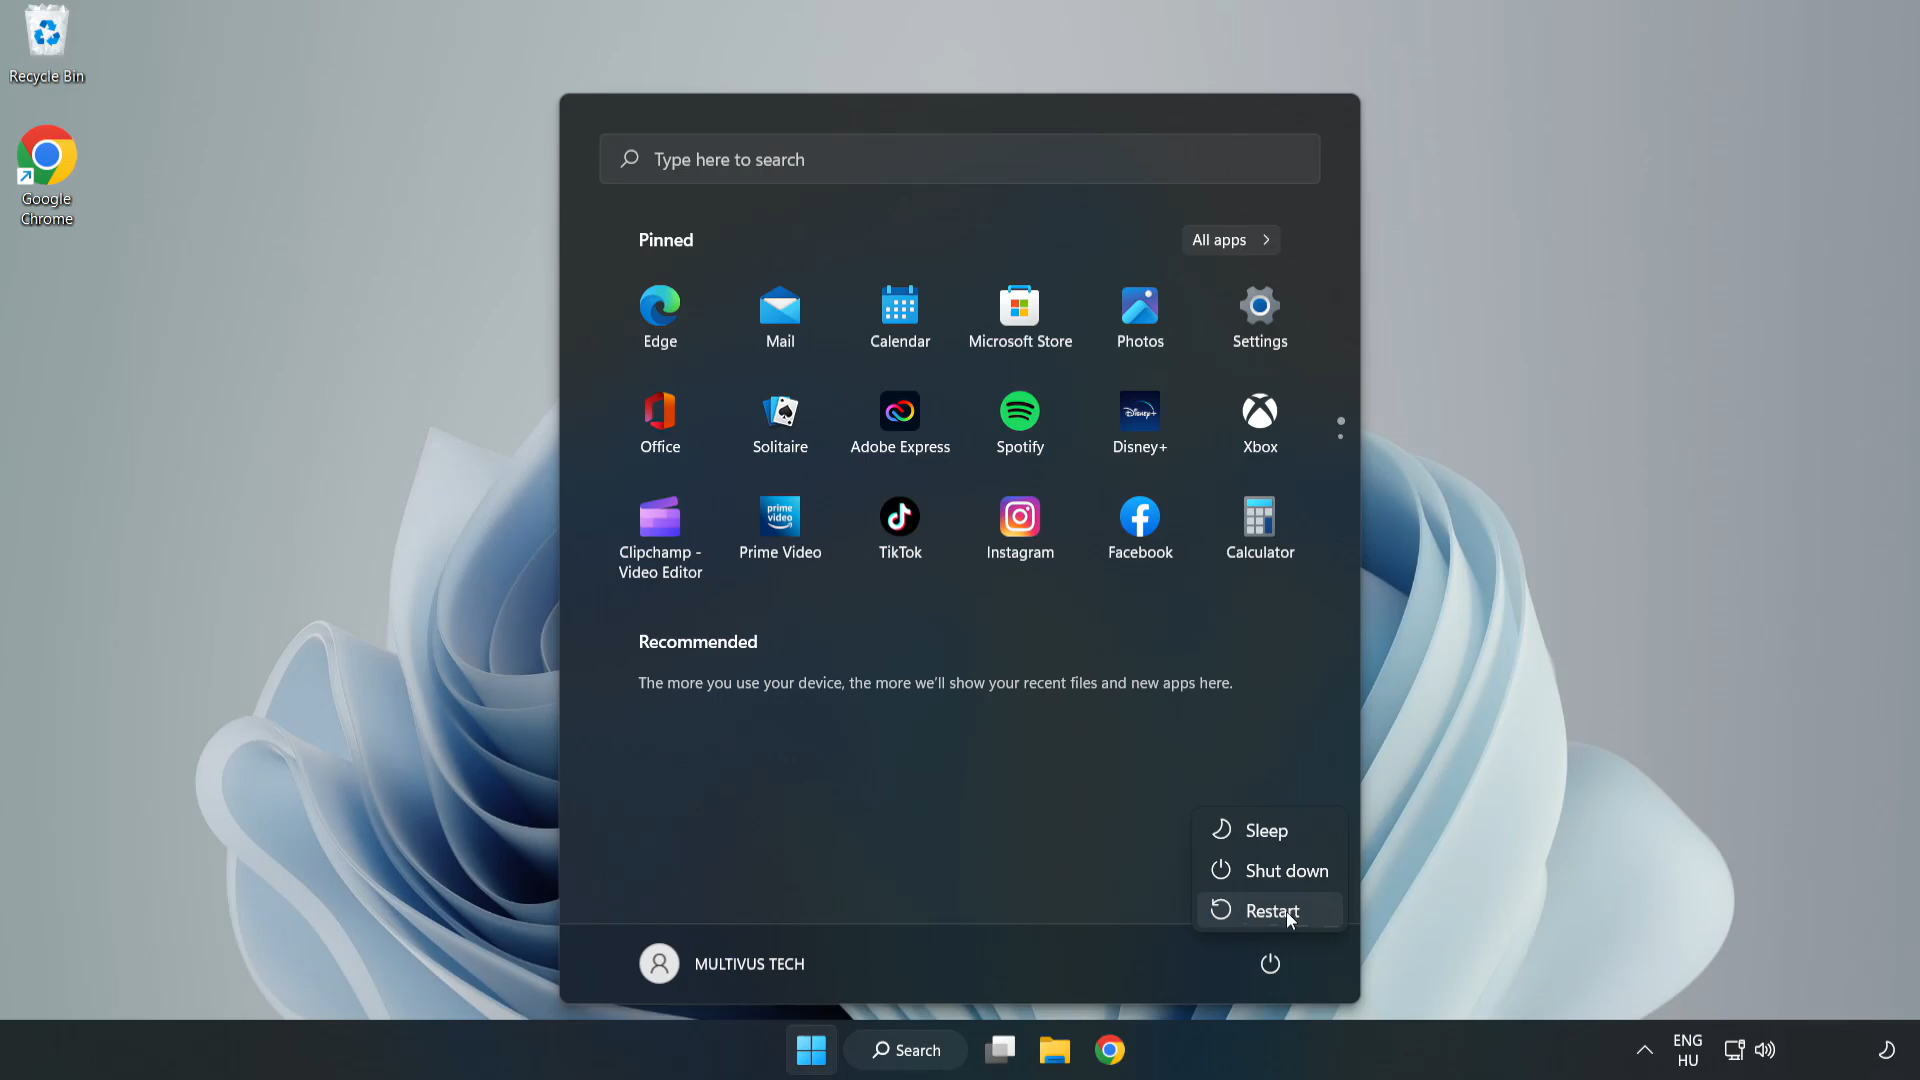 Recycle Bin
Google
Chrome
Type here to search
Pinned
All apps
Edge
Mail
Calendar
Microsoft Store
Photos
Settings
Office
Solitaire
Adobe Express
Spotify
Disney+
Disney+
Xbox
prime
video
Clipchamp -
Video Editor
Prime Video
TikTok
Instagram
Facebook
Calculator
Recommended
The more you use your device, the more we'll show your recent files and new apps here.
Sleep
Shut down
Restart
MULTIVUS TECH
Search
ENG
HU